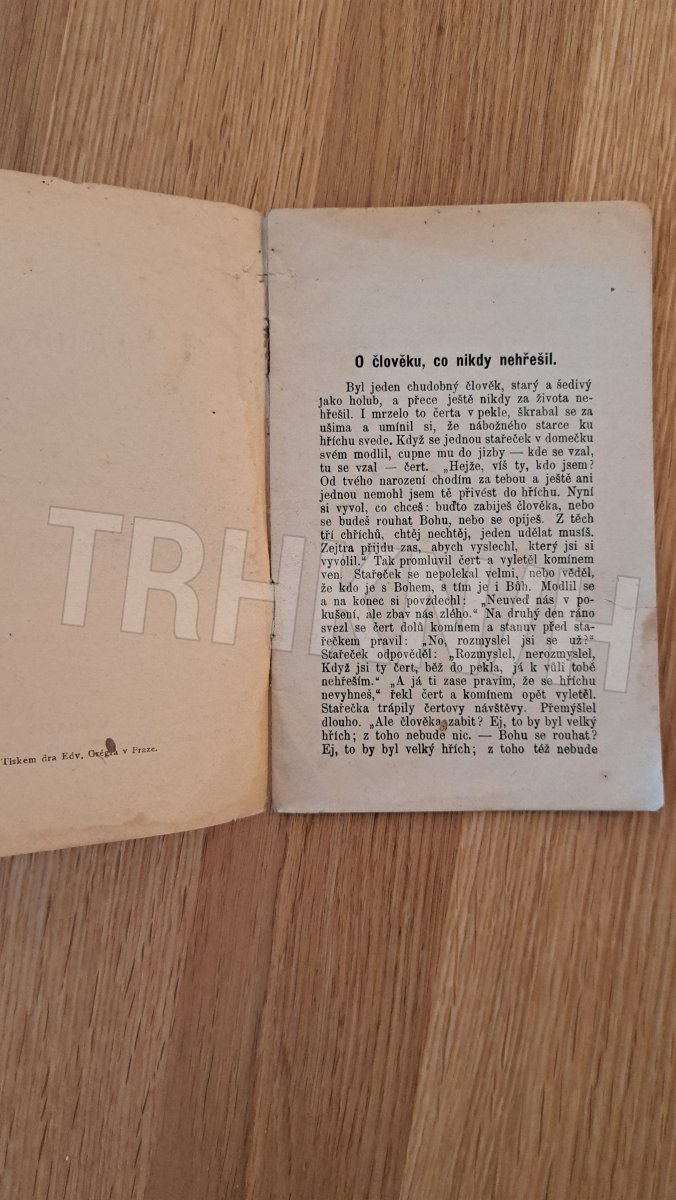 Tiskem dra Edv. Grégra v Praze.
O člověku, co nikdy nehřešil.
Byl jeden chudobný člověk, starý a šedivý
jako holub, a přece ještě nikdy za života ne-
hřešil. I mrzelo to čerta v pekle, škrabal se za
ušima a umínil si, že nábožného starce ku
hříchu svede. Když se jednou stařeček v domečku
svém modlil, cupne mu do jizby — kde se vzal,
tu se vzal — čert. „Hejže, víš ty, kdo jsem?
Od tvého narození chodím za tebou a ještě ani
jednou nemohl jsem tě přivést do hříchu. Nyní
si vyvol, co chceš: buďto zabiješ člověka, nebo
se budeš rouhat Bohu, nebo se opiješ. Z těch
tří chříchů, chtěj nechtěj, jeden udělat musíš.
Zejtra přijdu zas, abych vyslechl, který jsi si
vyvolil.“ Tak promluvil čert a vyletěl komínem
ven. Stařeček se nepolekal velmi, nebo věděl,
že kdo je s Bohem, s tím je i Bůh. Modlil se
a na konec si povzdechl: „Neuveď nás v po-
kušení, ale zbav nás zlého.“ Na druhý den ráno
svezl se čert dolů komínem a stanuv před sta-
řečkem pravil: „No, rozmyslel jsi se už?“
Stařeček odpověděl: „Rozmyslel, nerozmyslel,
Když jsi ty čert, běž do pekla, já k vůli tobě
nehřeším.“ „A já ti zase pravím, že se hříchu
nevyhneš,“ řekl čert a komínem opět vyletěl.
Stařečka trápily čertovy návštěvy. Přemýšlel
dlouho. „Ale člověka zabit? Ej, to by byl velký
hřích; z toho nebude nic. — Bohu se rouhat?
Ej, to by byl velký hřích; z toho též nebude